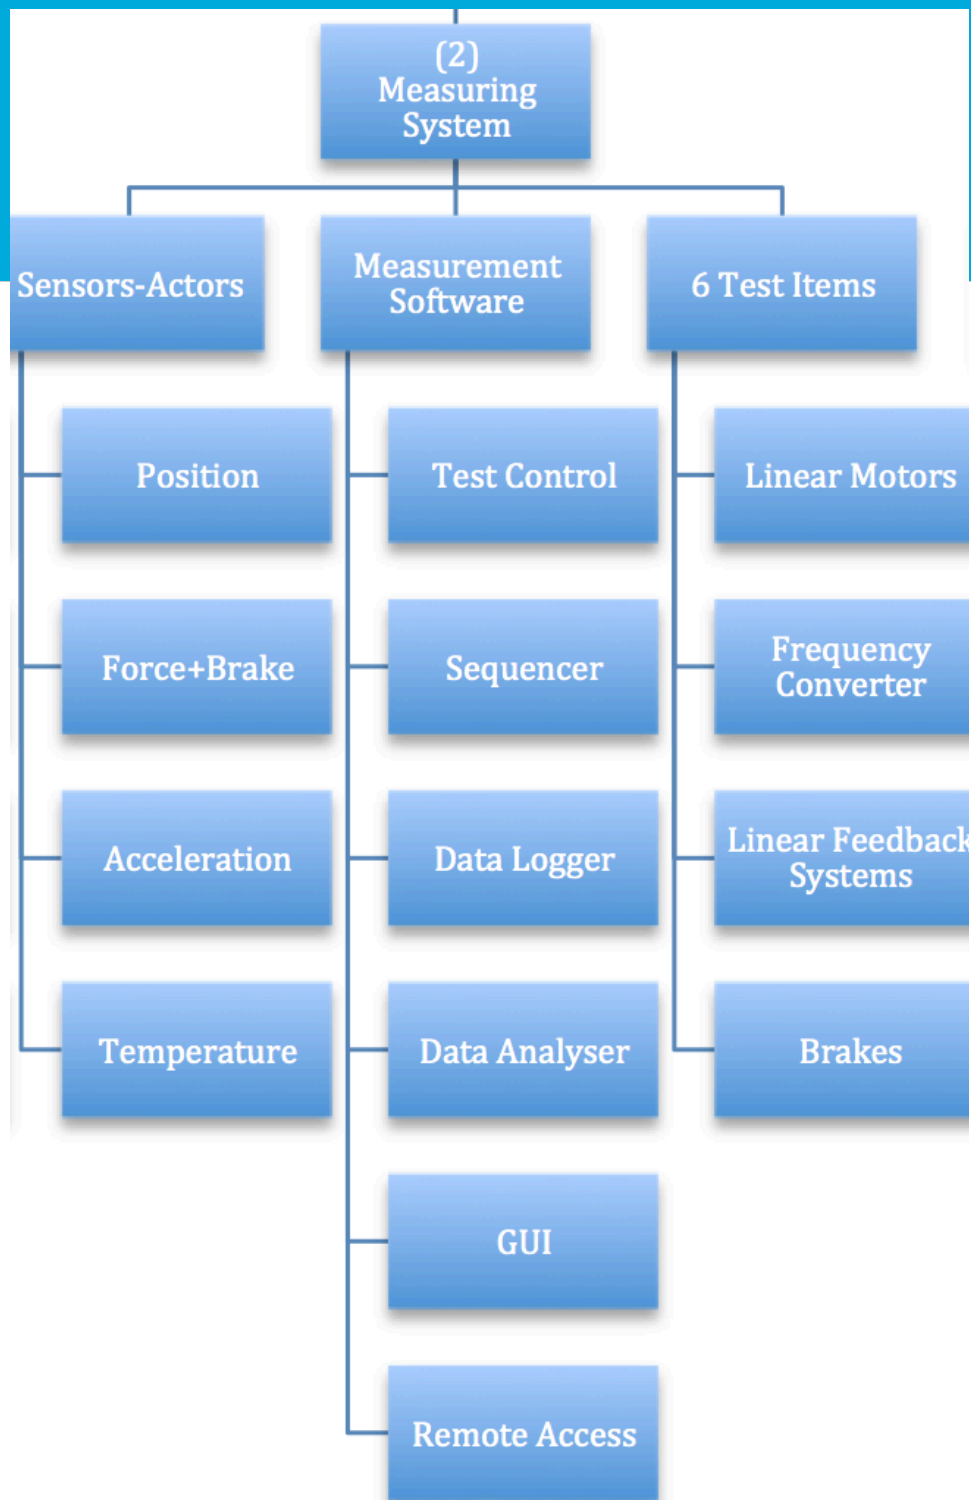 (2)
Measuring
System
Sensors-Actors
Measurement
Software
6 Test Items
Position
Force+Brake
Acceleration
Temperature
Test Control
Sequencer
Data Logger
Data Analyser
GUI
Remote Access
Linear Motors
Frequency
Converter
Linear Feedback
Systems
Brakes